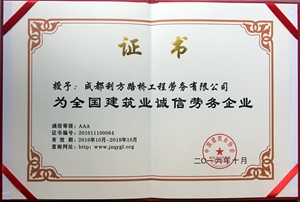 证书
授予：成都利方路桥工程劳务有限公司
为全国建筑业诚信劳务企业
诚信等级：AAA
证书编号：201611100064
有 效 期：2016年10月-2018年10月
查询网址：http：www.jnqygl.org
二〇一六年十月